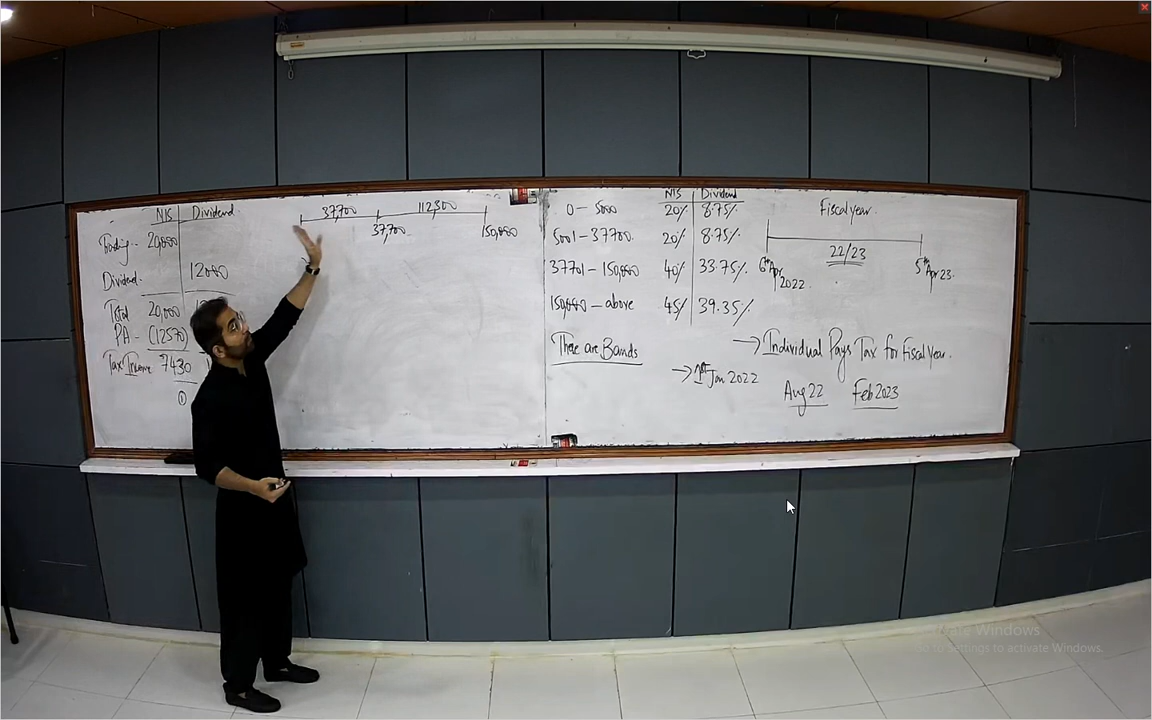 NIS Dividend
Trading.. 20,000
Dividend. 12000
Total 20,000
PA - (12570)
Tax Income 7430
①
37,700 112,300
37,700 150,000
NIS Dividend
0 — 5000 20% 8.75%
5001 - 37700. 20% 8.75%
37701 - 150,000 40% 33.75%
150,000 — above 45% 39.35%
These are Bands
Fiscal year.
22/23
6th Apr 2022 5th Apr 23.
→ Individual Pays Tax for Fiscal Year.
→ 1st Jan 2022
Aug 22 Feb 2023
Activate Windows
Go to Settings to activate Windows.